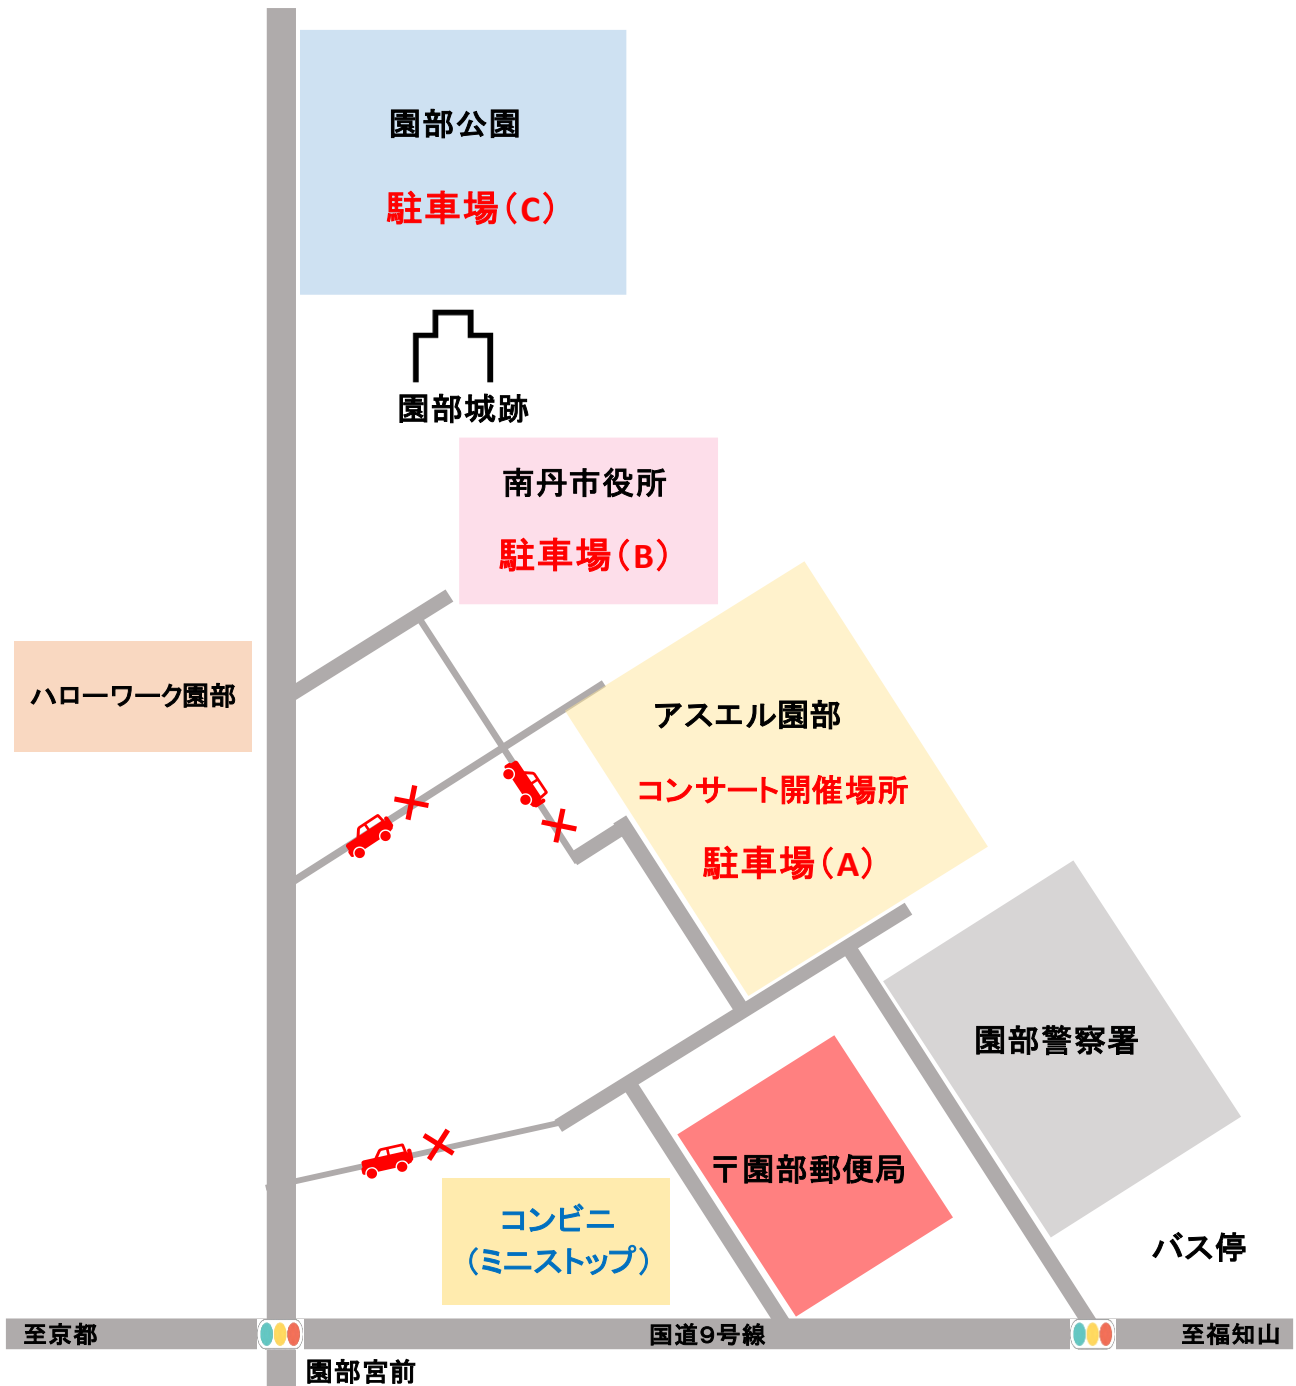 園部公園
駐車場（C）
園部城跡
南丹市役所
駐車場（B）
ハローワーク園部
アスエル園部
コンサート開催場所
駐車場（A）
園部警察署
〒園部郵便局
コンビニ
（ミニストップ）
バス停
至京都
国道９号線
至福知山
園部宮前